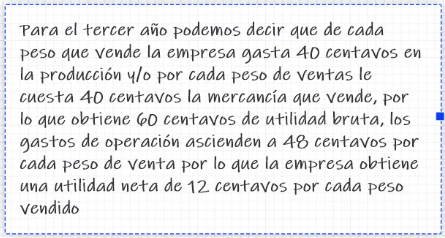 Para el tercer año podemos decir que de cada
peso que vende la empresa gasta 40 centavos en
la producción y/o por cada peso de ventas le
cuesta 40 centavos la mercancía que vende, por
lo que obtiene 60 centavos de utilidad bruta, los
gastos de operación ascienden a 48 centavos por
cada peso de venta por lo que la empresa obtiene
una utilidad neta de 12 centavos por cada peso
vendido